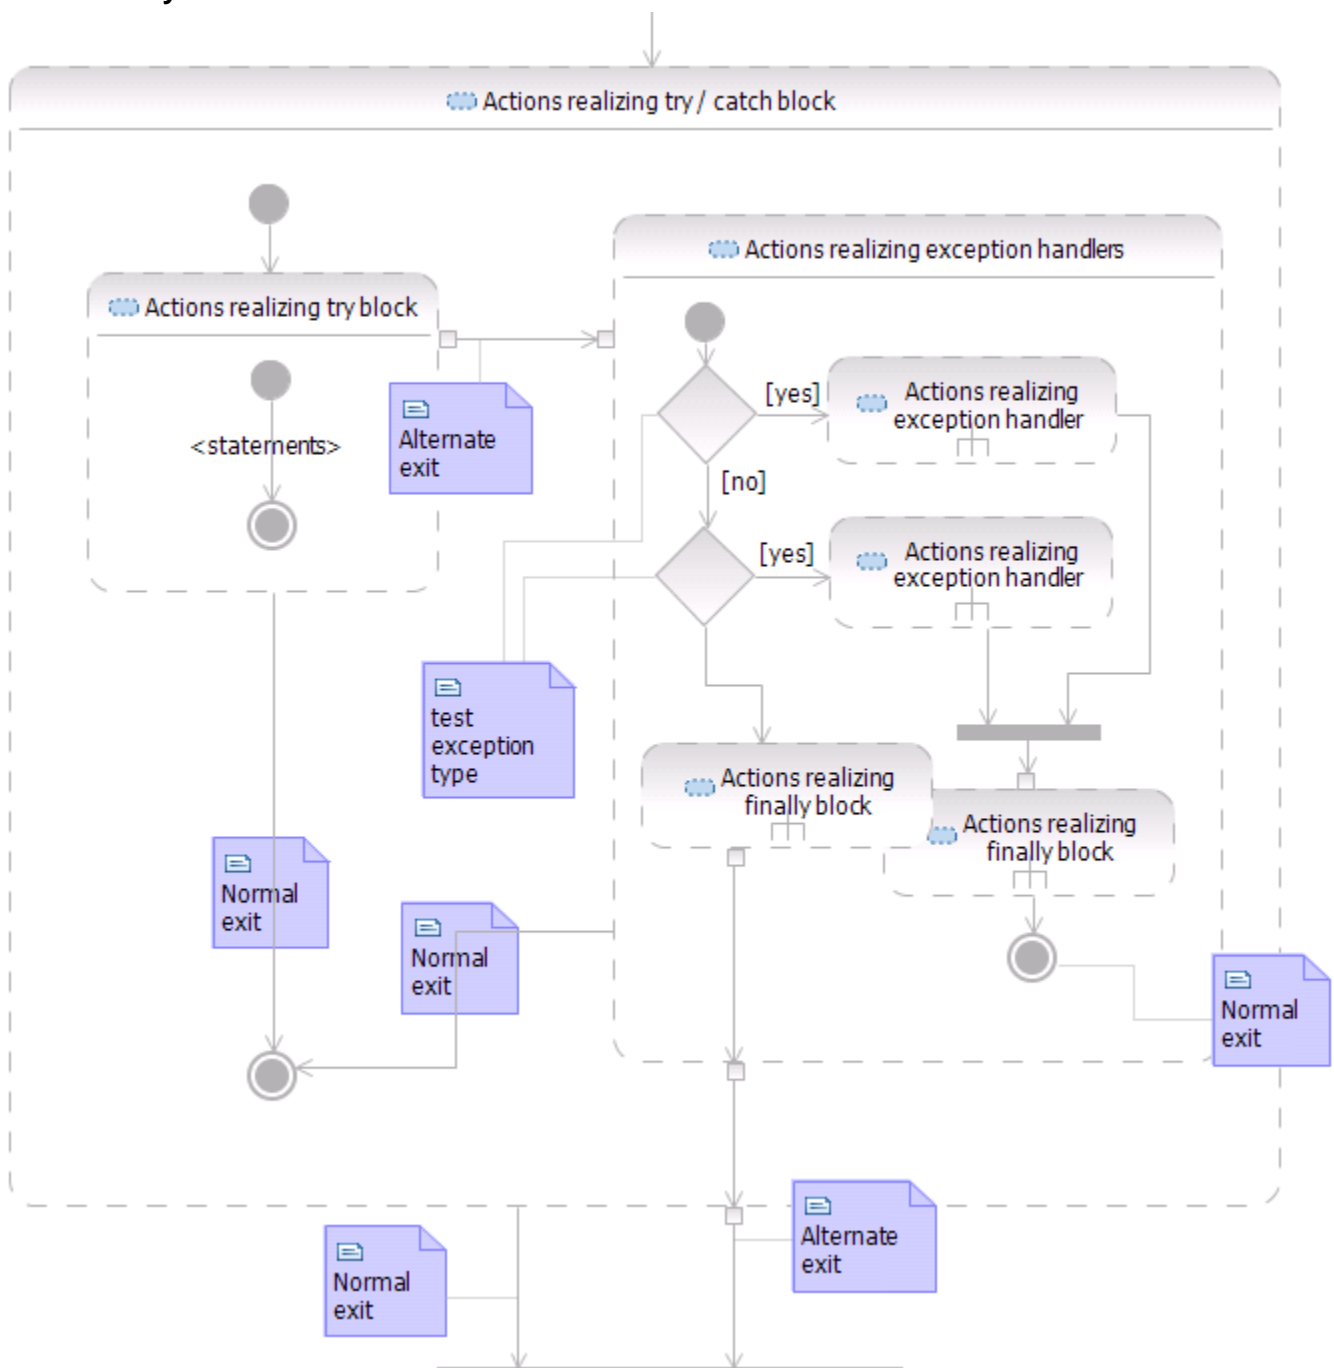 Actions realizing try / catch block
Actions realizing exception handlers
Actions realizing try block
[yes]
Actions realizing
exception handler
<statements>
Alternate
exit
[no]
[yes]
Actions realizing
exception handler
test
exception
type
Actions realizing
finally block
Actions realizing
finally block
Normal
exit
Normal
exit
Normal
exit
Alternate
exit
Normal
exit